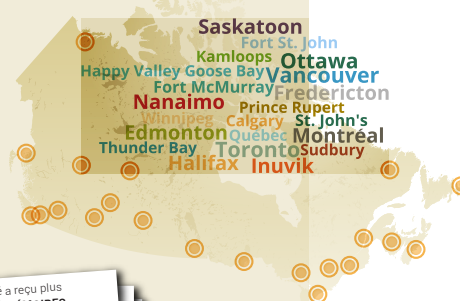 Saskatoon
Fort St. John
Kamloops
Ottawa
Happy Valley Goose Bay
Vancouver
Fort McMurray
Fredericton
Nanaimo
Prince Rupert
Winnipeg
Calgary
St. John's
Edmonton
Québec
Montréal
Thunder Bay
Toronto
Sudbury
Halifax
Inuvik
a reçu plus